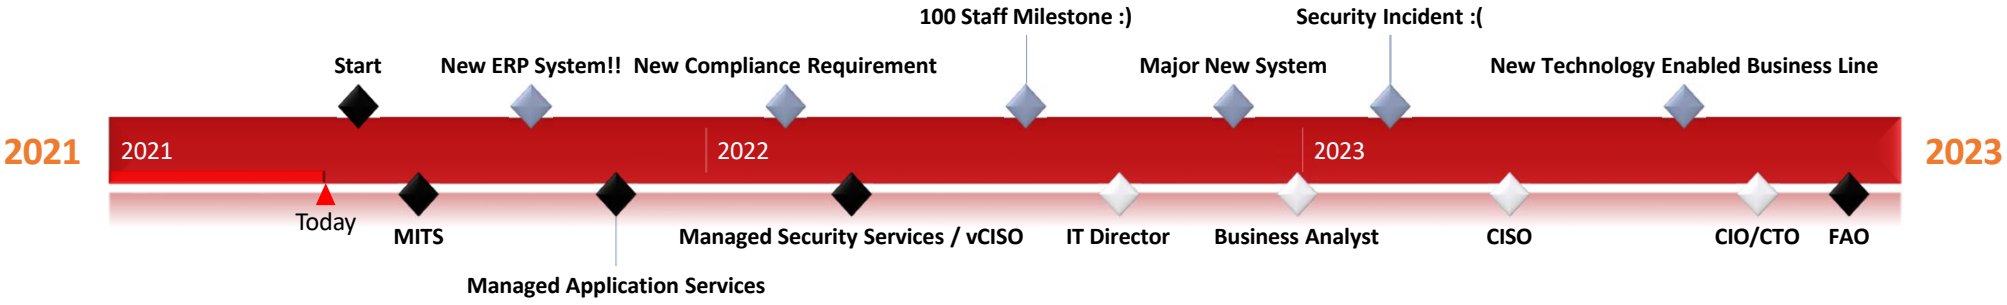 100 Staff Milestone :) Security Incident :(
Start New ERP System!! New Compliance Requirement Major New System New Technology Enabled Business Line
2021 2021 2022 2023 2023
Today
MITS Managed Security Services / vCISO IT Director Business Analyst CISO CIO/CTO FAO
Managed Application Services